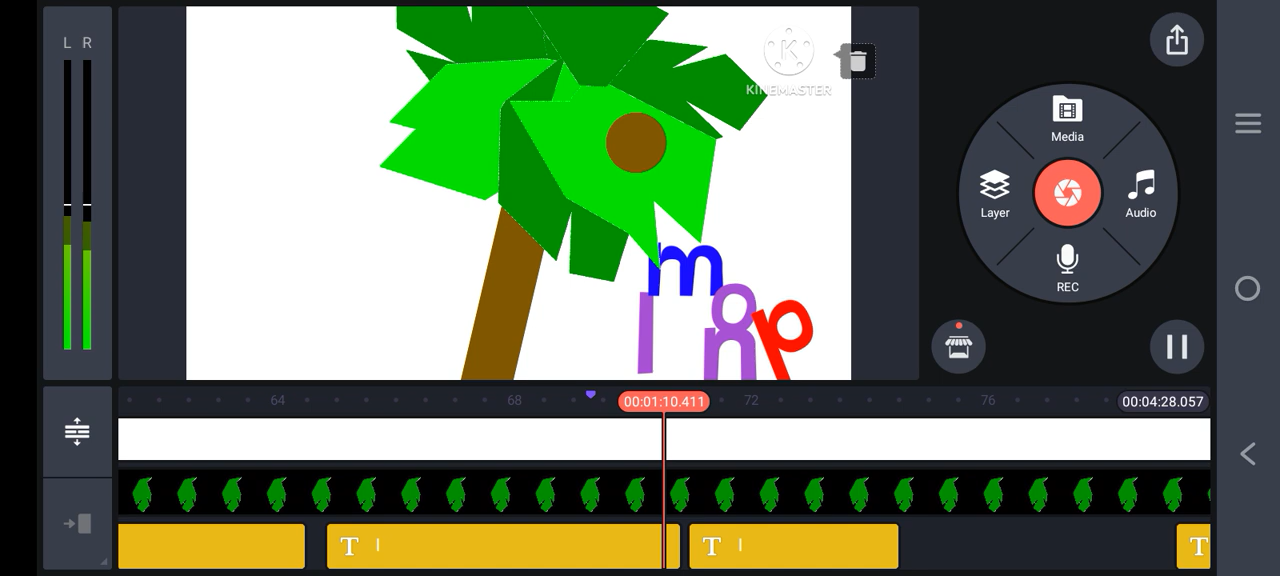 L R
KINEMASTER
Media
Layer
Audio
REC
m
l
o
n
p
64
68
00:01:10.411
72
76
00:04:28.057
T l
T l
T